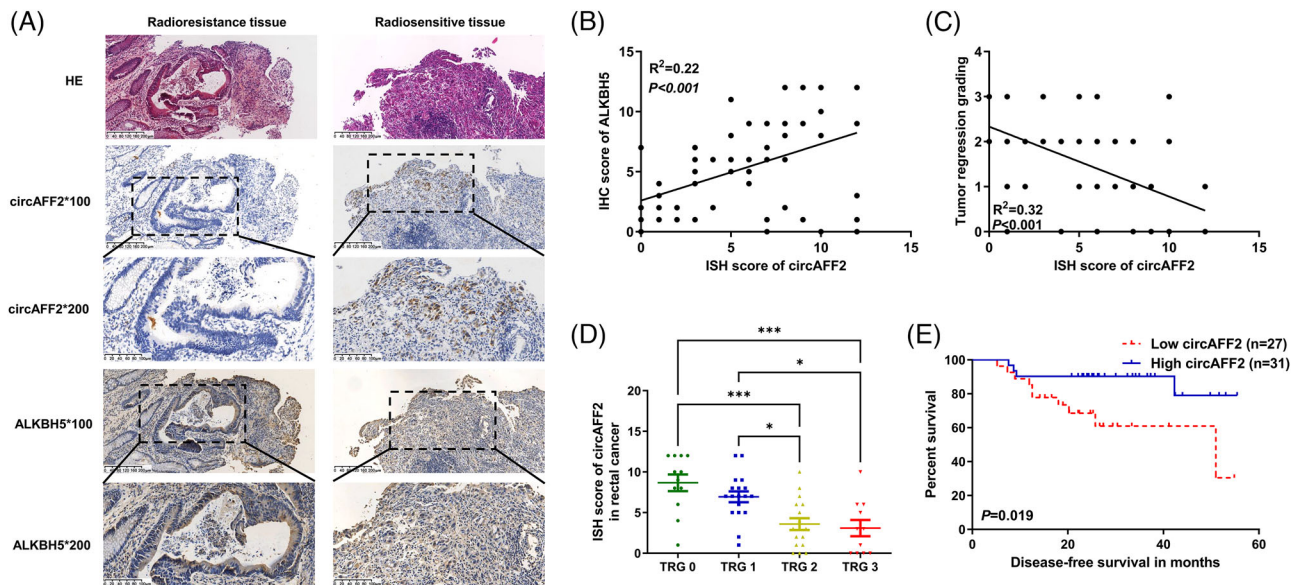 (A)
Radioresistance tissue
Radiosensitive tissue
HE
circAFF2*100
circAFF2*200
ALKBH5*100
ALKBH5*200
(B)
R²=0.22
P<0.001
IHC score of ALKBH5
15
10
5
0
0 5 10 15
ISH score of circAFF2
(C)
Tumor regression grading
4
3
2
1
0
R²=0.32
P<0.001
0 5 10 15
ISH score of circAFF2
(D)
ISH score of circAFF2
in rectal cancer
20
15
10
5
0
***
*
***
*
TRG 0 TRG 1 TRG 2 TRG 3
(E)
Low circAFF2 (n=27)
High circAFF2 (n=31)
Percent survival
100
80
60
40
20
0
P=0.019
0 20 40 60
Disease-free survival in months